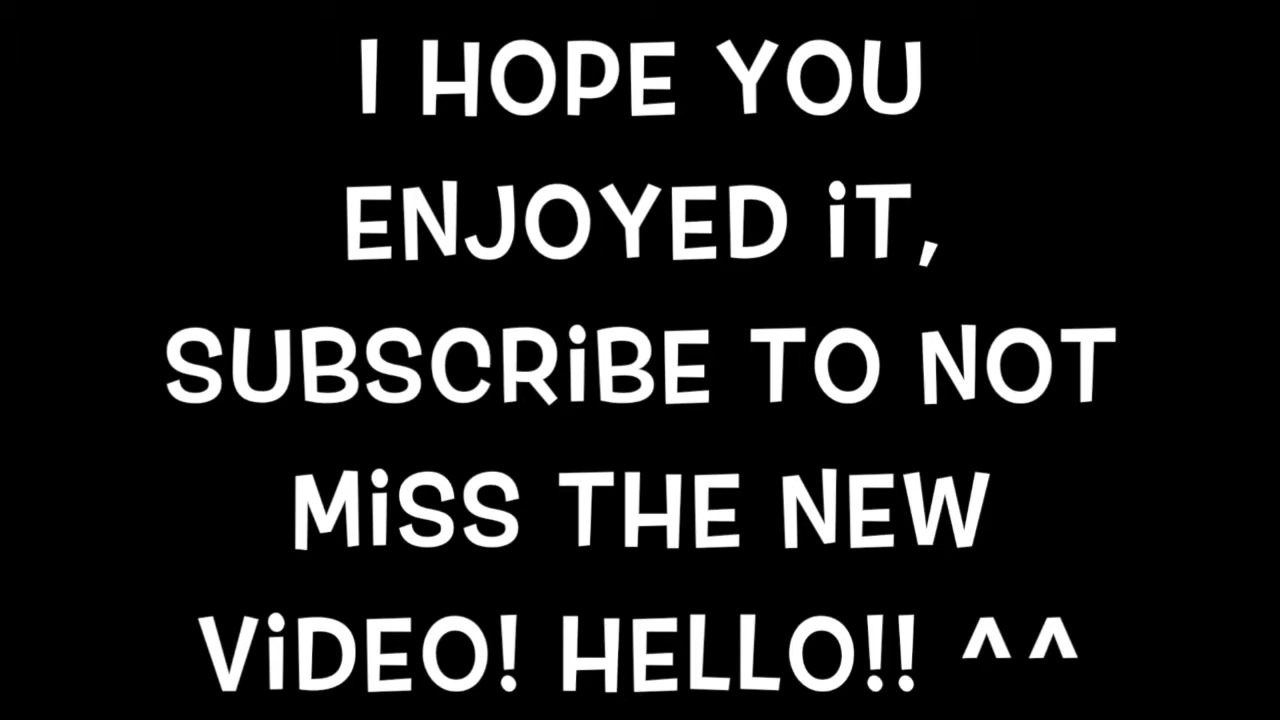 I HOPE YOU
ENJOYED iT,
SUBSCRiBE TO NOT
MiSS THE NEW
ViDEO! HELLO!! ^^